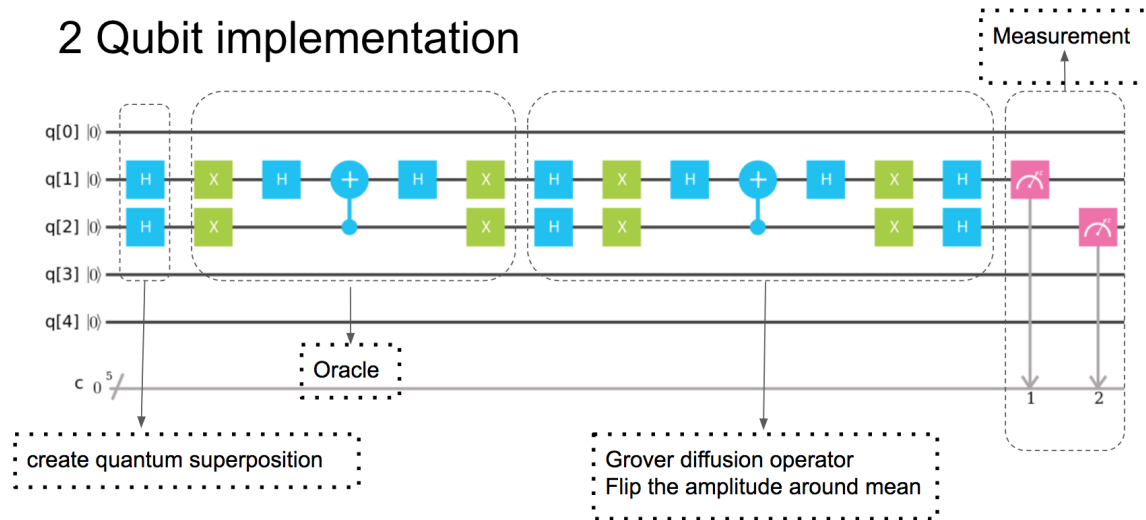 2 Qubit implementation
Measurement
q[0] |0⟩
q[1] |0⟩ H X H + H X H X H + H X H
q[2] |0⟩ H X X H X X H
q[3] |0⟩
q[4] |0⟩
c 0 5
1 2
Oracle
create quantum superposition
Grover diffusion operator
Flip the amplitude around mean